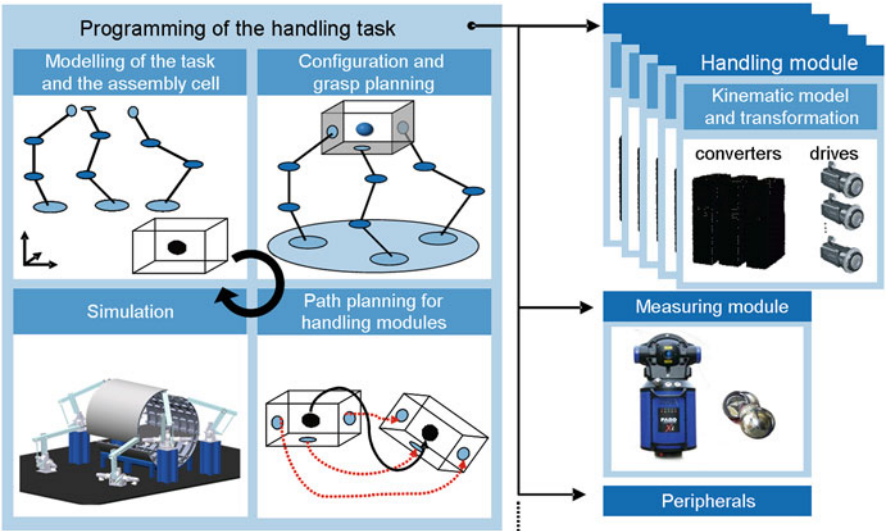 Programming of the handling task
Modelling of the task
and the assembly cell
Configuration and
grasp planning
Simulation
Path planning for
handling modules
Handling module
Kinematic model
and transformation
converters
drives
Measuring module
Peripherals